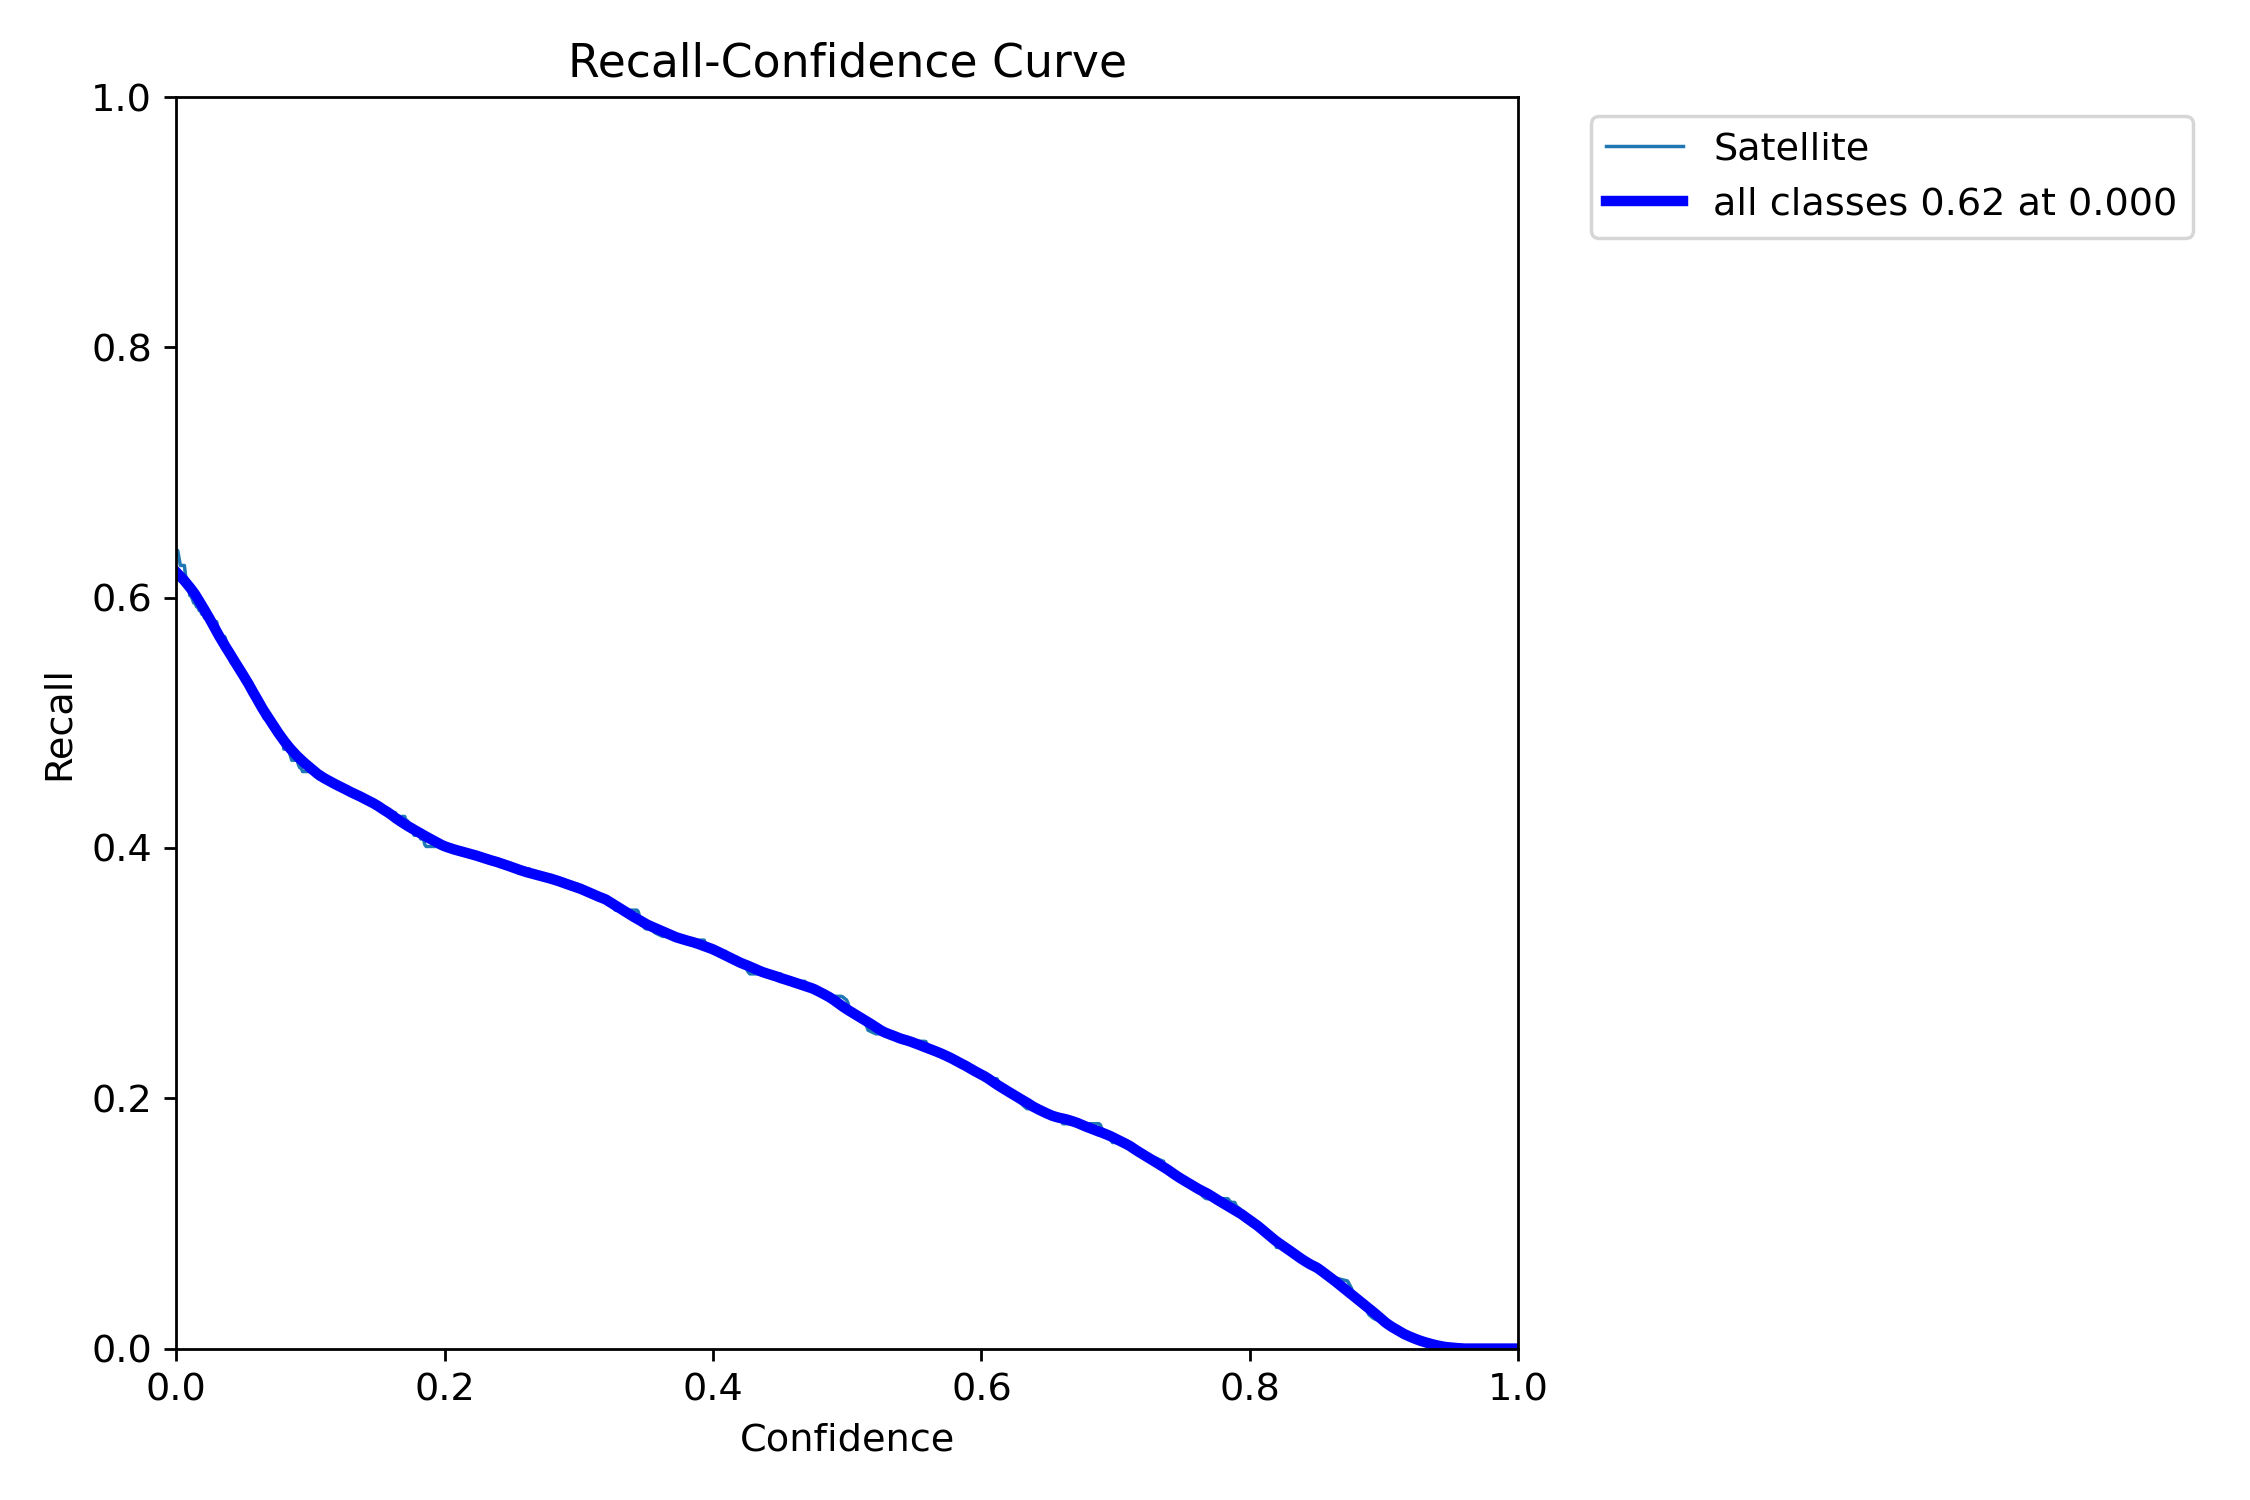 Recall-Confidence Curve
1.0
0.8
0.6
0.4
0.2
0.0
Recall
0.0 0.2 0.4 0.6 0.8 1.0
Confidence
Satellite
all classes 0.62 at 0.000